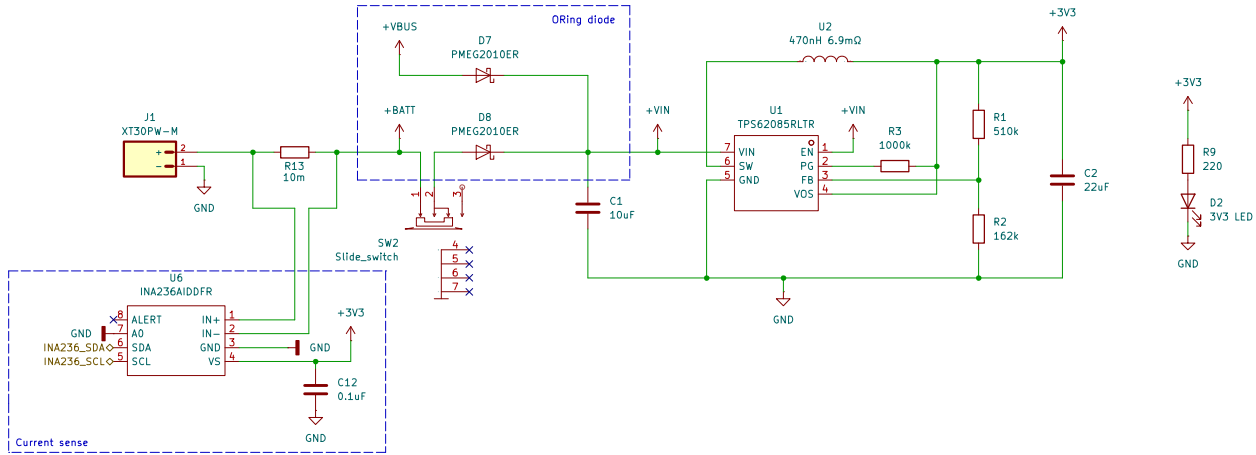 ORing diode
+VBUS
D7
PMEG2010ER
+BATT
D8
PMEG2010ER
J1
XT30PW-M
+ 2
- 1
GND
R13
10m
1 2 3
SW2
Slide_switch
4
5
6
7
C1
10uF
+VIN
U2
470nH 6.9mΩ
U1
TPS62085RLTR
7 VIN EN 1
6 SW PG 2
5 GND FB 3
VOS 4
+VIN
R3
1000k
R1
510k
R2
162k
+3V3
C2
22uF
GND
+3V3
R9
220
D2
3V3 LED
GND
U6
INA236AIDDFR
8 ALERT IN+ 1
GND 7 A0 IN- 2
INA236_SDA 6 SDA GND 3 GND
INA236_SCL 5 SCL VS 4
+3V3
C12
0.1uF
GND
Current sense